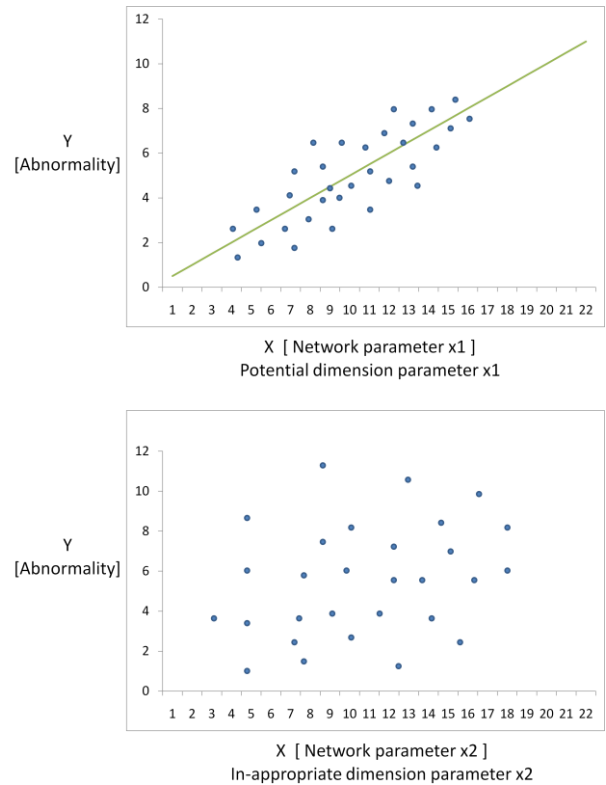 12
10
8
6
4
2
0
Y
[Abnormality]
1 2 3 4 5 6 7 8 9 10 11 12 13 14 15 16 17 18 19 20 21 22
X [ Network parameter x1 ]
Potential dimension parameter x1
12
10
8
6
4
2
0
Y
[Abnormality]
1 2 3 4 5 6 7 8 9 10 11 12 13 14 15 16 17 18 19 20 21 22
X [ Network parameter x2 ]
In-appropriate dimension parameter x2